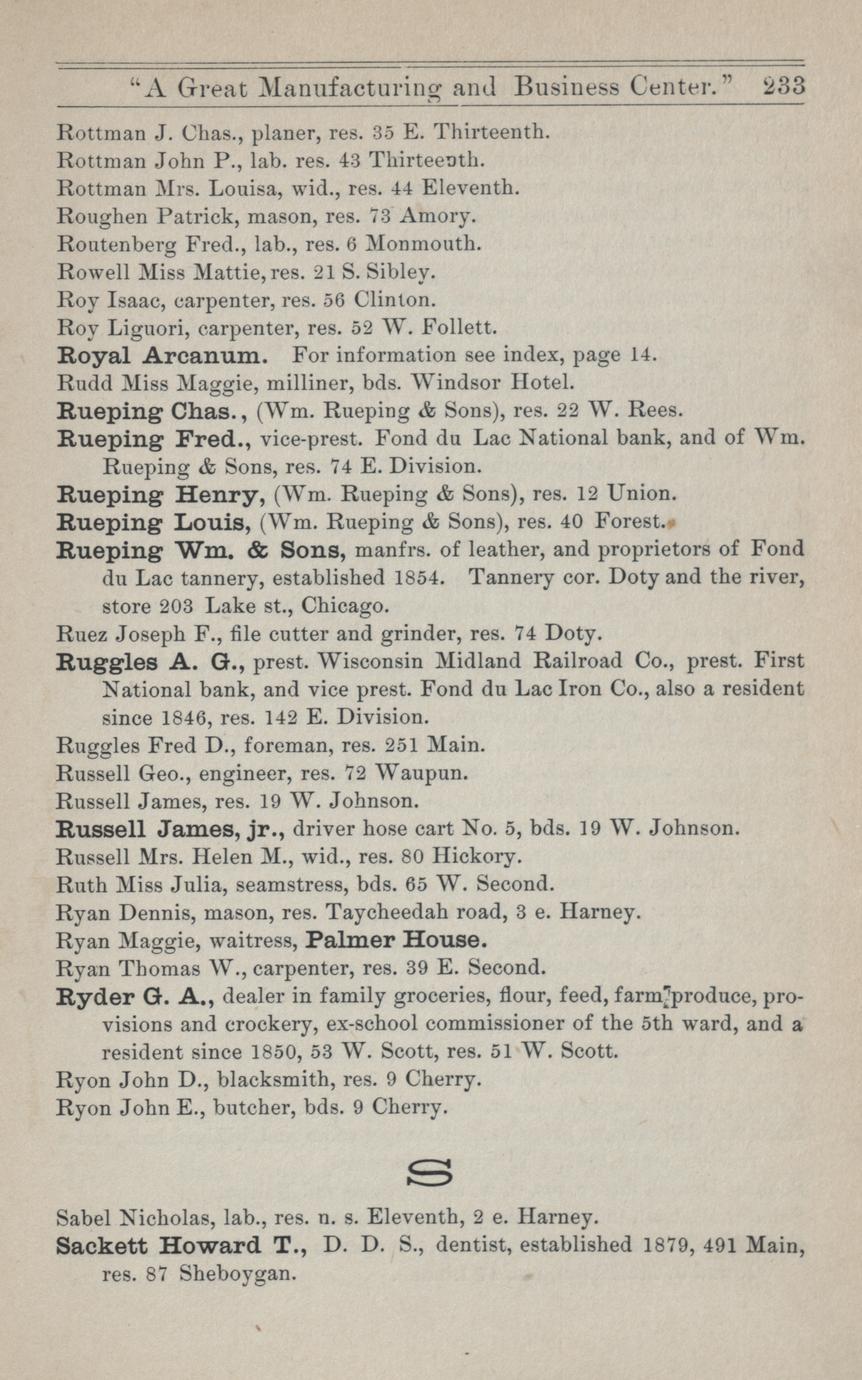 "A Great Manufacturing and Business Center." 233
Rottman J. Chas., planer, res. 35 E. Thirteenth.
Rottman John P., lab. res. 43 Thirteenth.
Rottman Mrs. Louisa, wid., res. 44 Eleventh.
Roughen Patrick, mason, res. 73 Amory.
Routenberg Fred., lab., res. 6 Monmouth.
Rowell Miss Mattie, res. 21 S. Sibley.
Roy Isaac, carpenter, res. 56 Clinton.
Roy Liguori, carpenter, res. 52 W. Follett.
Royal Arcanum. For information see index, page 14.
Rudd Miss Maggie, milliner, bds. Windsor Hotel.
Rueping Chas., (Wm. Rueping & Sons), res. 22 W. Rees.
Rueping Fred., vice-prest. Fond du Lac National bank, and of Wm.
Rueping & Sons, res. 74 E. Division.
Rueping Henry, (Wm. Rueping & Sons), res. 12 Union.
Rueping Louis, (Wm. Rueping & Sons), res. 40 Forest.
Rueping Wm. & Sons, manfrs. of leather, and proprietors of Fond
du Lac tannery, established 1854. Tannery cor. Doty and the river,
store 203 Lake st., Chicago.
Ruez Joseph F., file cutter and grinder, res. 74 Doty.
Ruggles A. G., prest. Wisconsin Midland Railroad Co., prest. First
National bank, and vice prest. Fond du Lac Iron Co., also a resident
since 1846, res. 142 E. Division.
Ruggles Fred D., foreman, res. 251 Main.
Russell Geo., engineer, res. 72 Waupun.
Russell James, res. 19 W. Johnson.
Russell James, jr., driver hose cart No. 5, bds. 19 W. Johnson.
Russell Mrs. Helen M., wid., res. 80 Hickory.
Ruth Miss Julia, seamstress, bds. 65 W. Second.
Ryan Dennis, mason, res. Taycheedah road, 3 e. Harney.
Ryan Maggie, waitress, Palmer House.
Ryan Thomas W., carpenter, res. 39 E. Second.
Ryder G. A., dealer in family groceries, flour, feed, farm produce, pro-
visions and crockery, ex-school commissioner of the 5th ward, and a
resident since 1850, 53 W. Scott, res. 51 W. Scott.
Ryon John D., blacksmith, res. 9 Cherry.
Ryon John E., butcher, bds. 9 Cherry.
S
Sabel Nicholas, lab., res. n. s. Eleventh, 2 e. Harney.
Sackett Howard T., D. D. S., dentist, established 1879, 491 Main,
res. 87 Sheboygan.